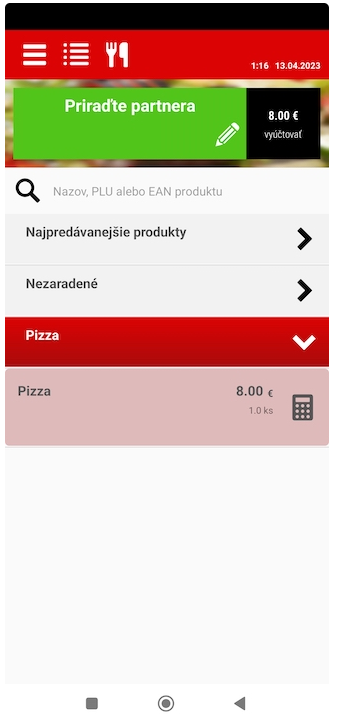 1:16 13.04.2023
Priraďte partnera
8.00 €
vyúčtovať
Nazov, PLU alebo EAN produktu
Najpredávanejšie produkty
Nezaradené
Pizza
Pizza 8.00 €
1.0 ks